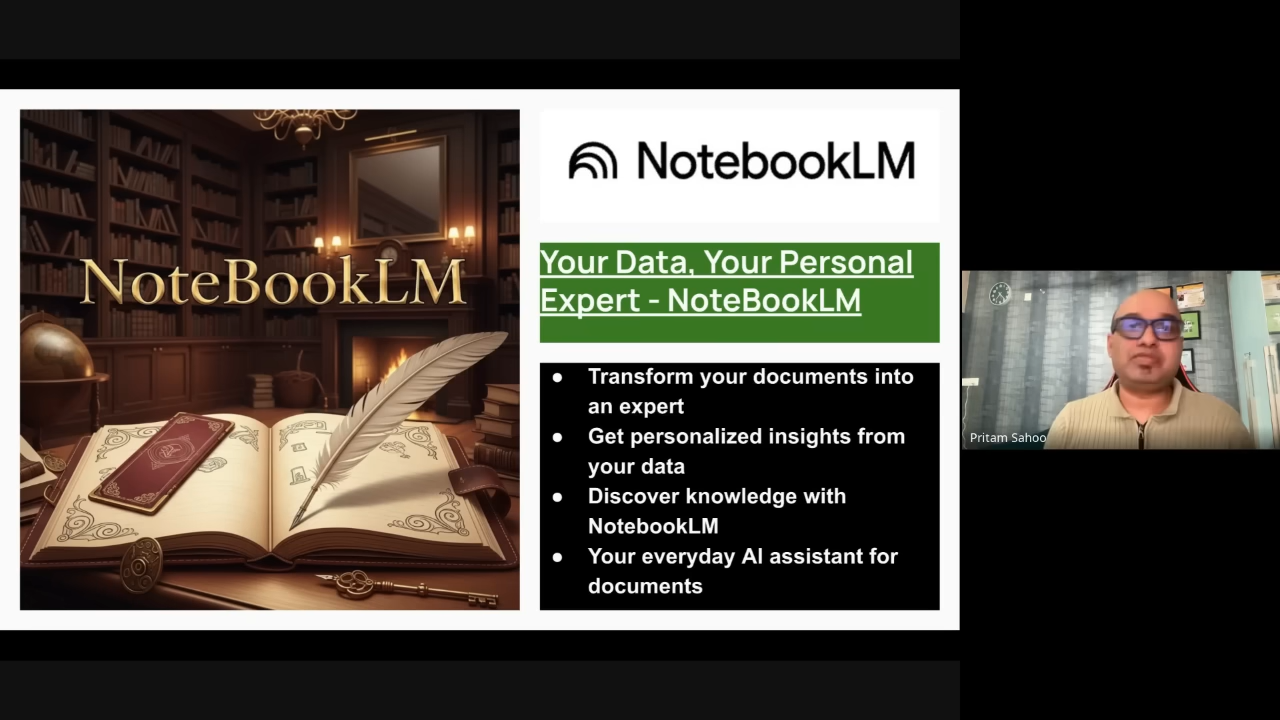 NoteBookLM
NotebookLM
Your Data, Your Personal
Expert - NoteBookLM
● Transform your documents into
an expert
● Get personalized insights from
your data
● Discover knowledge with
NotebookLM
● Your everyday AI assistant for
documents
Pritam Sahoo